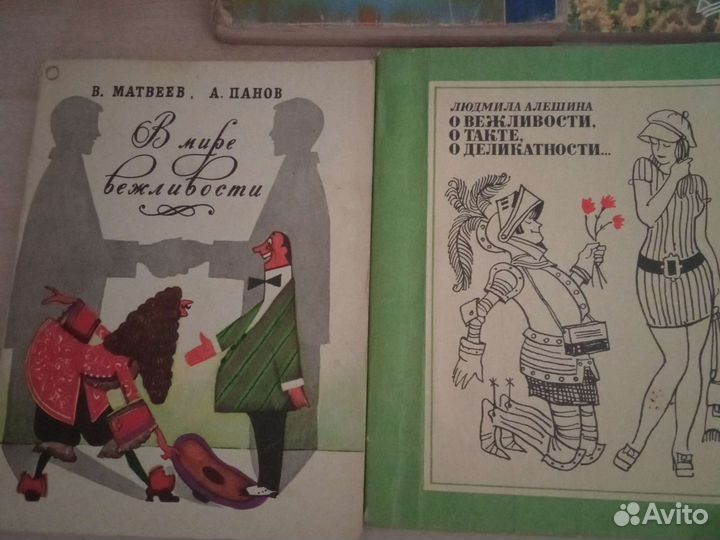 В. МАТВЕЕВ, А. ПАНОВ
В мире
вежливости
ЛЮДМИЛА АЛЕШИНА
О ВЕЖЛИВОСТИ,
О ТАКТЕ,
О ДЕЛИКАТНОСТИ...
Avito